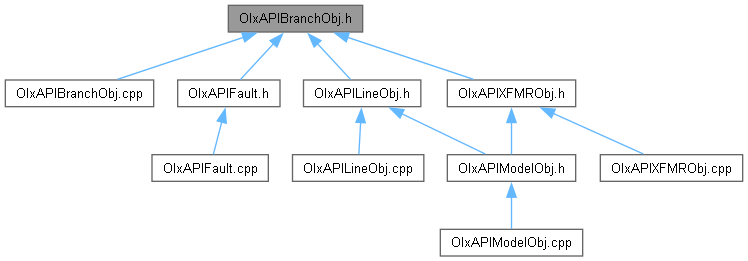 OlxAPIBranchObj.h
OlxAPIBranchObj.cpp
OlxAPIFault.h
OlxAPILineObj.h
OlxAPIXFMRObj.h
OlxAPIFault.cpp
OlxAPILineObj.cpp
OlxAPIModelObj.h
OlxAPIXFMRObj.cpp
OlxAPIModelObj.cpp